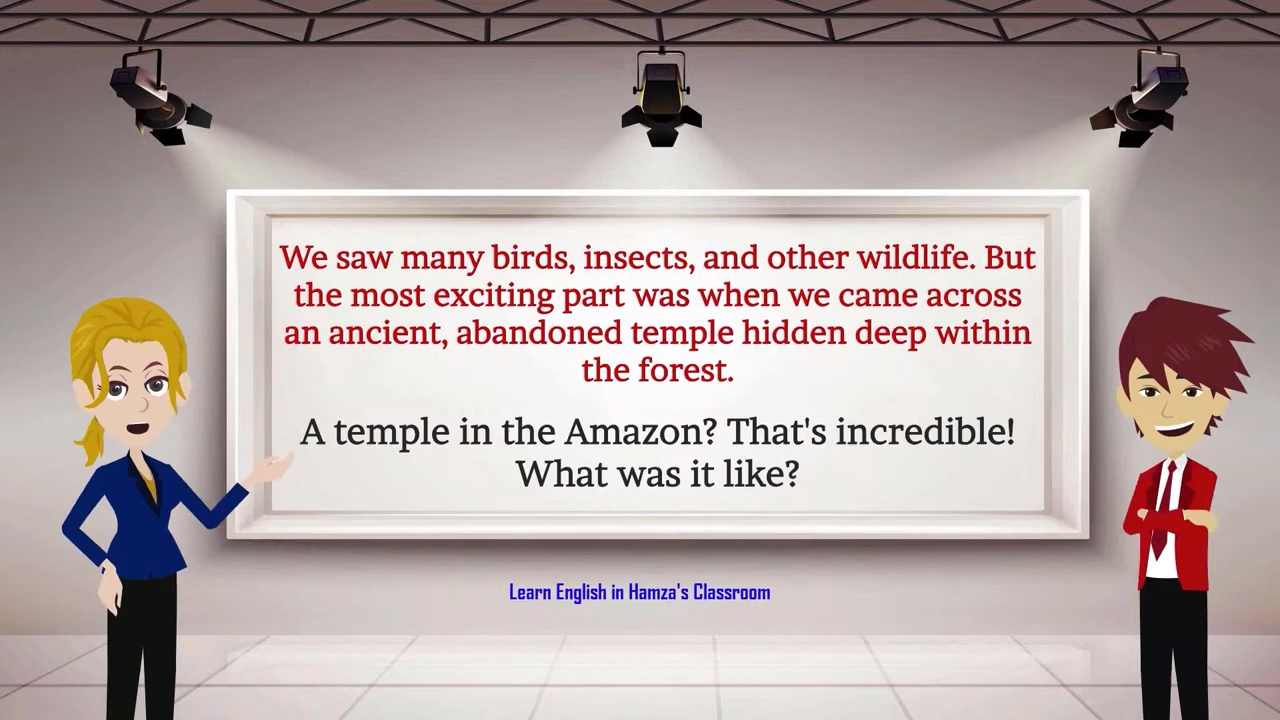 We saw many birds, insects, and other wildlife. But
the most exciting part was when we came across
an ancient, abandoned temple hidden deep within
the forest.
A temple in the Amazon? That's incredible!
What was it like?
Learn English in Hamza's Classroom